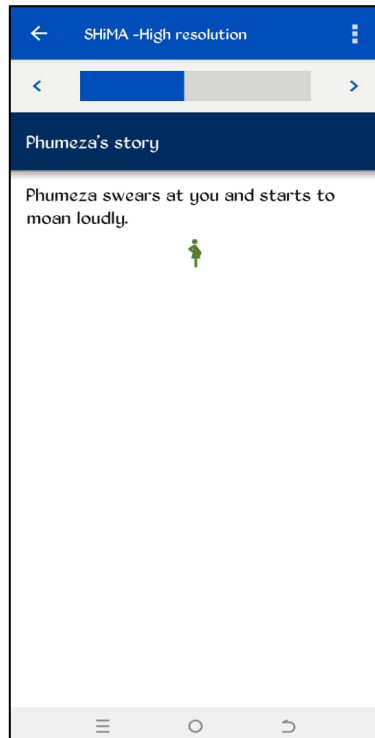 SHiMA -High resolution
Phumeza's story
Phumeza swears at you and starts to
moan loudly.